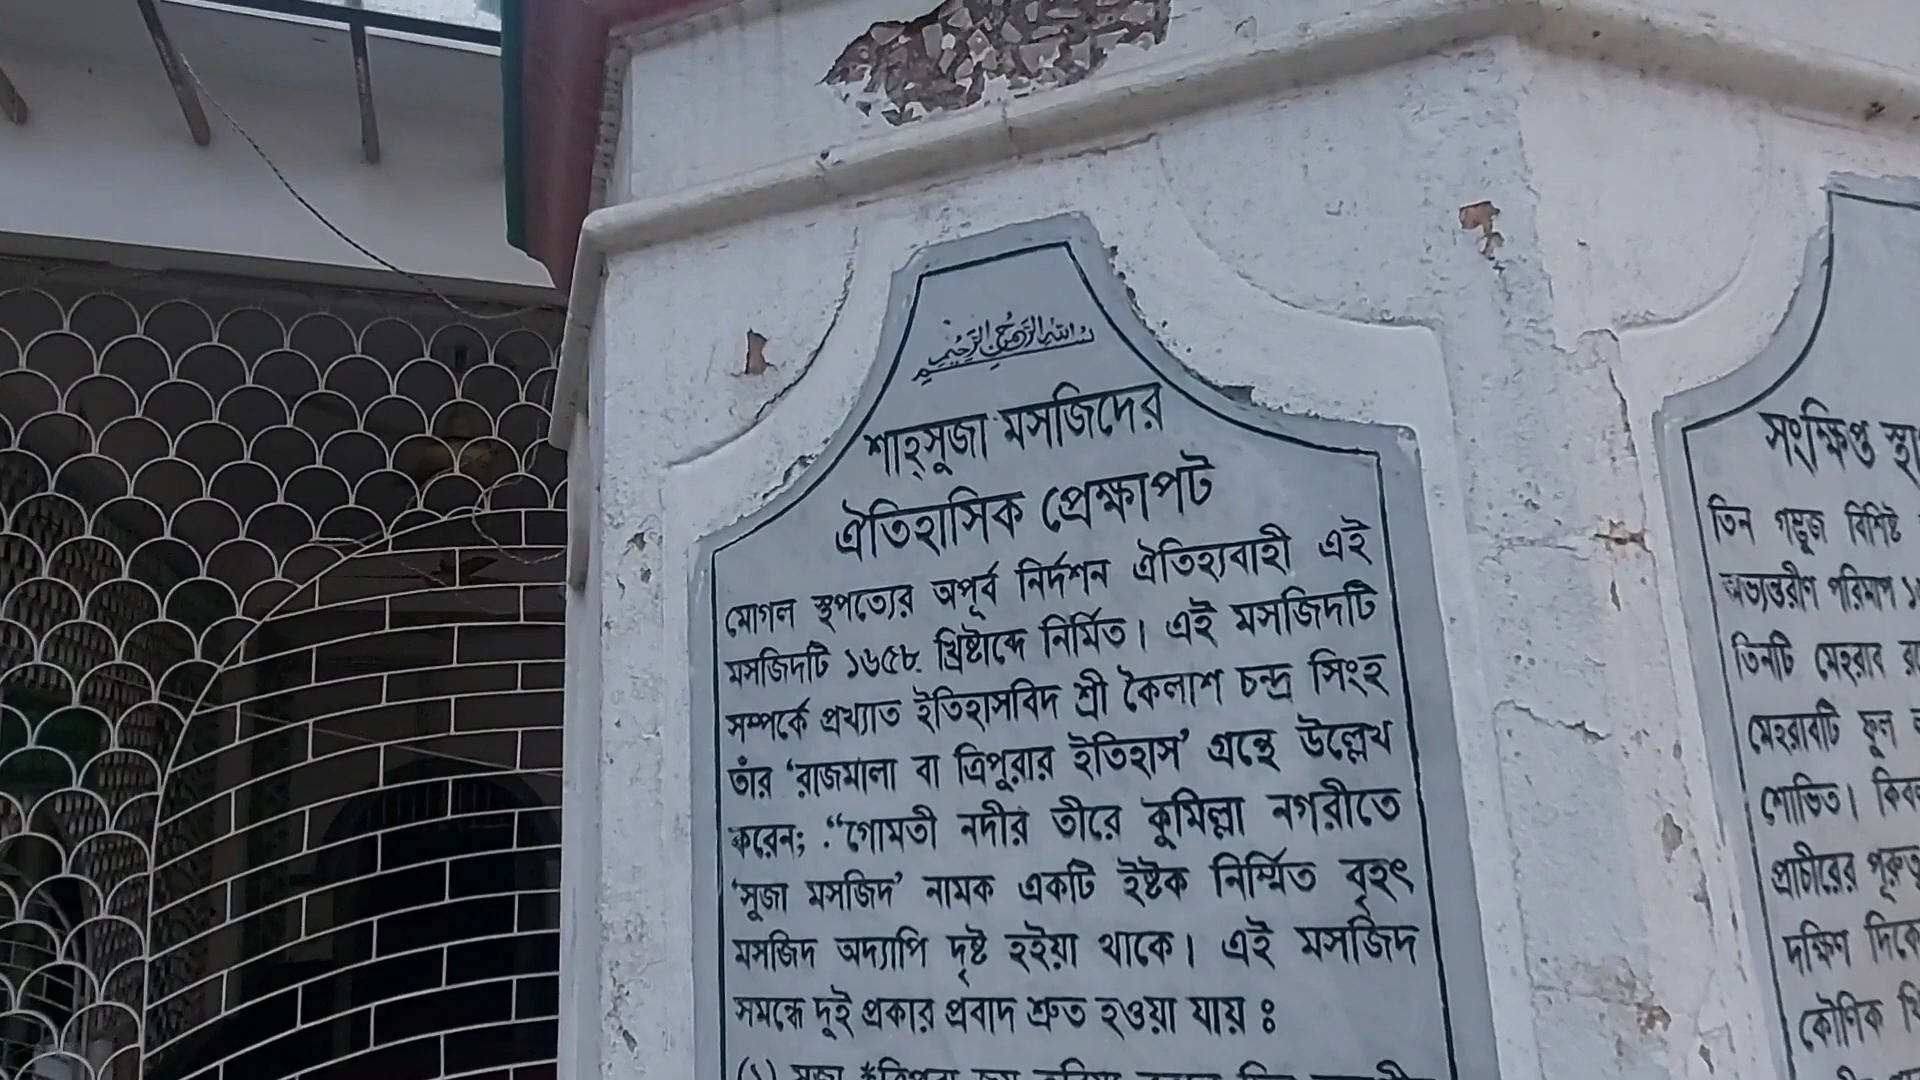 بسم الله الرحمن الرحيم
শাহ্সুজা মসজিদের
ঐতিহাসিক প্রেক্ষাপট
মোগল স্থপত্যের অপূর্ব নির্দশন ঐতিহ্যবাহী এই
মসজিদটি ১৬৫৮ খ্রিষ্টাব্দে নির্মিত। এই মসজিদটি
সম্পর্কে প্রখ্যাত ইতিহাসবিদ শ্রী কৈলাশ চন্দ্র সিংহ
তাঁর ‘রাজমালা বা ত্রিপুরার ইতিহাস’ গ্রন্থে উল্লেখ
করেন; “গোমতী নদীর তীরে কুমিল্লা নগরীতে
‘সুজা মসজিদ’ নামক একটি ইষ্টক নির্ম্মিত বৃহৎ
মসজিদ অদ্যাপি দৃষ্ট হইয়া থাকে। এই মসজিদ
সমন্ধে দুই প্রকার প্রবাদ শ্রুত হওয়া যায় ঃ
(১) সুজা
সংক্ষিপ্ত
তিন গম্বুজ বিশিষ্ট
অভ্যন্তরীণ পরিমাপ
তিনটি মেহরাব
মেহরাবটি ফুল
শোভিত।
প্রাচীরের
দক্ষিণ দিকে
কৌণিক